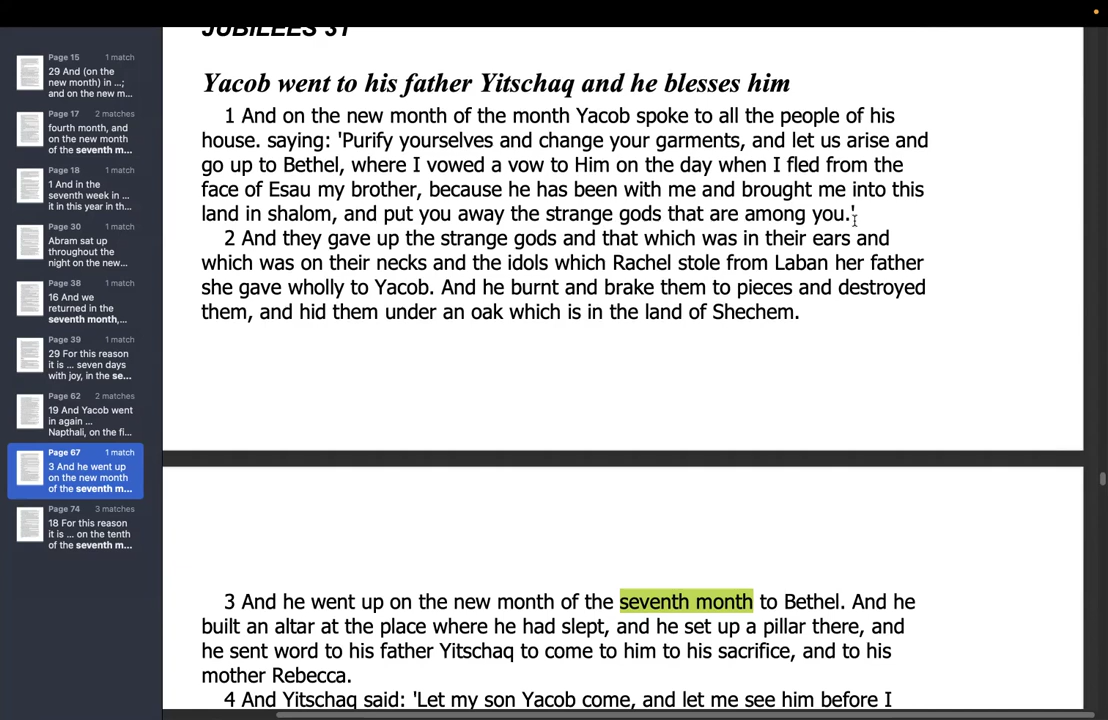 Page 15 1 match
29 And (on the
new month) in ...;
and on the new m...
Page 17 2 matches
fourth month, and
on the new month
of the seventh m...
Page 18 1 match
1 And in the
seventh week in ...
it in this year in th...
Page 30 1 match
Abram sat up
throughout the
night on the new...
Page 38 1 match
16 And we
returned in the
seventh month,...
Page 39 1 match
29 For this reason
it is ... seven days
with joy, in the se...
Page 62 2 matches
19 And Yacob went
in again ...
Napthali, on the fi...
Page 67 1 match
3 And he went up
on the new month
of the seventh m...
Page 74 3 matches
18 For this reason
it is ... on the tenth
of the seventh m...
JUBILEES 31
Yacob went to his father Yitschaq and he blesses him
1 And on the new month of the month Yacob spoke to all the people of his
house. saying: 'Purify yourselves and change your garments, and let us arise and
go up to Bethel, where I vowed a vow to Him on the day when I fled from the
face of Esau my brother, because he has been with me and brought me into this
land in shalom, and put you away the strange gods that are among you.'
2 And they gave up the strange gods and that which was in their ears and
which was on their necks and the idols which Rachel stole from Laban her father
she gave wholly to Yacob. And he burnt and brake them to pieces and destroyed
them, and hid them under an oak which is in the land of Shechem.
3 And he went up on the new month of the seventh month to Bethel. And he
built an altar at the place where he had slept, and he set up a pillar there, and
he sent word to his father Yitschaq to come to him to his sacrifice, and to his
mother Rebecca.
4 And Yitschaq said: 'Let my son Yacob come, and let me see him before I